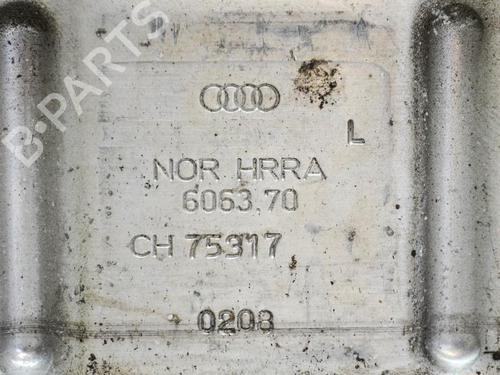 B-PARTS
L
NOR HRRA
6063.70
CH 75317
0208